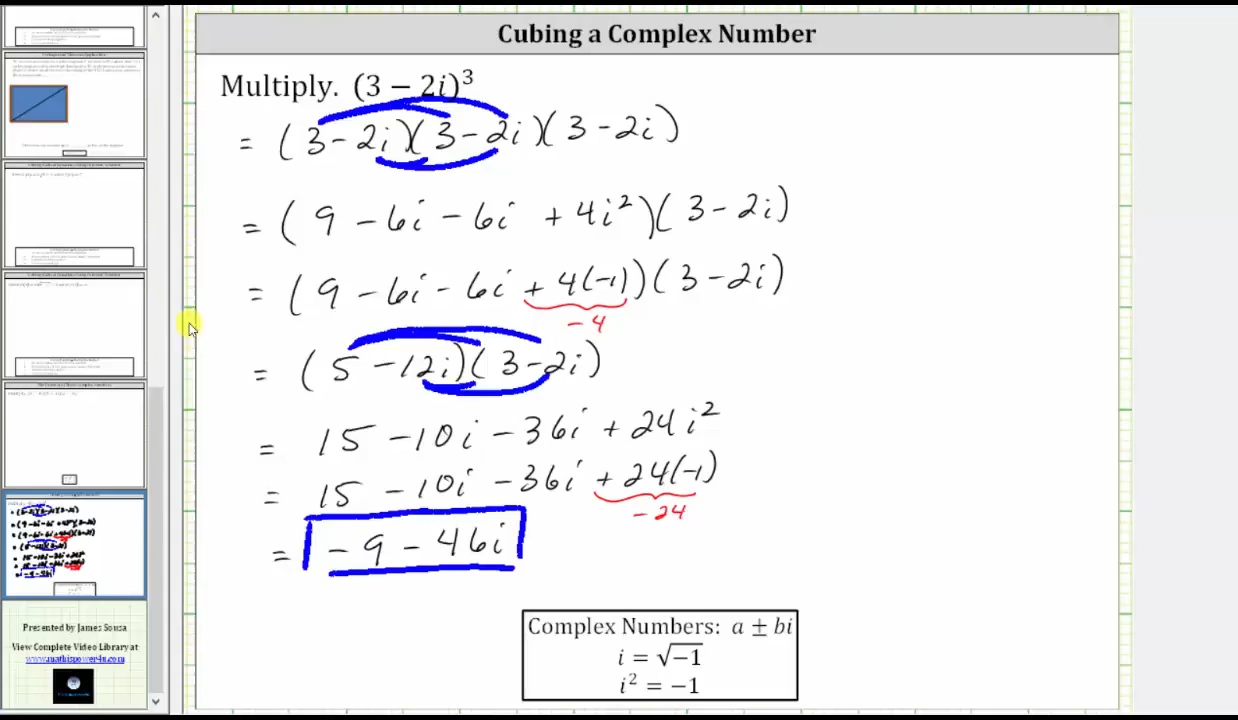 Cubing a Complex Number
Multiply. (3 − 2i)³
= (3 - 2i)(3 - 2i)(3 - 2i)
= (9 - 6i - 6i + 4i²)(3 - 2i)
= (9 - 6i - 6i + 4(-1))(3 - 2i)
-4
= (5 - 12i)(3 - 2i)
= 15 - 10i - 36i + 24i²
= 15 - 10i - 36i + 24(-1)
-24
= -9 - 46i
Complex Numbers: a ± bi
i = √−1
i² = −1
Presented by James Sousa
View Complete Video Library at
www.mathispower4u.com